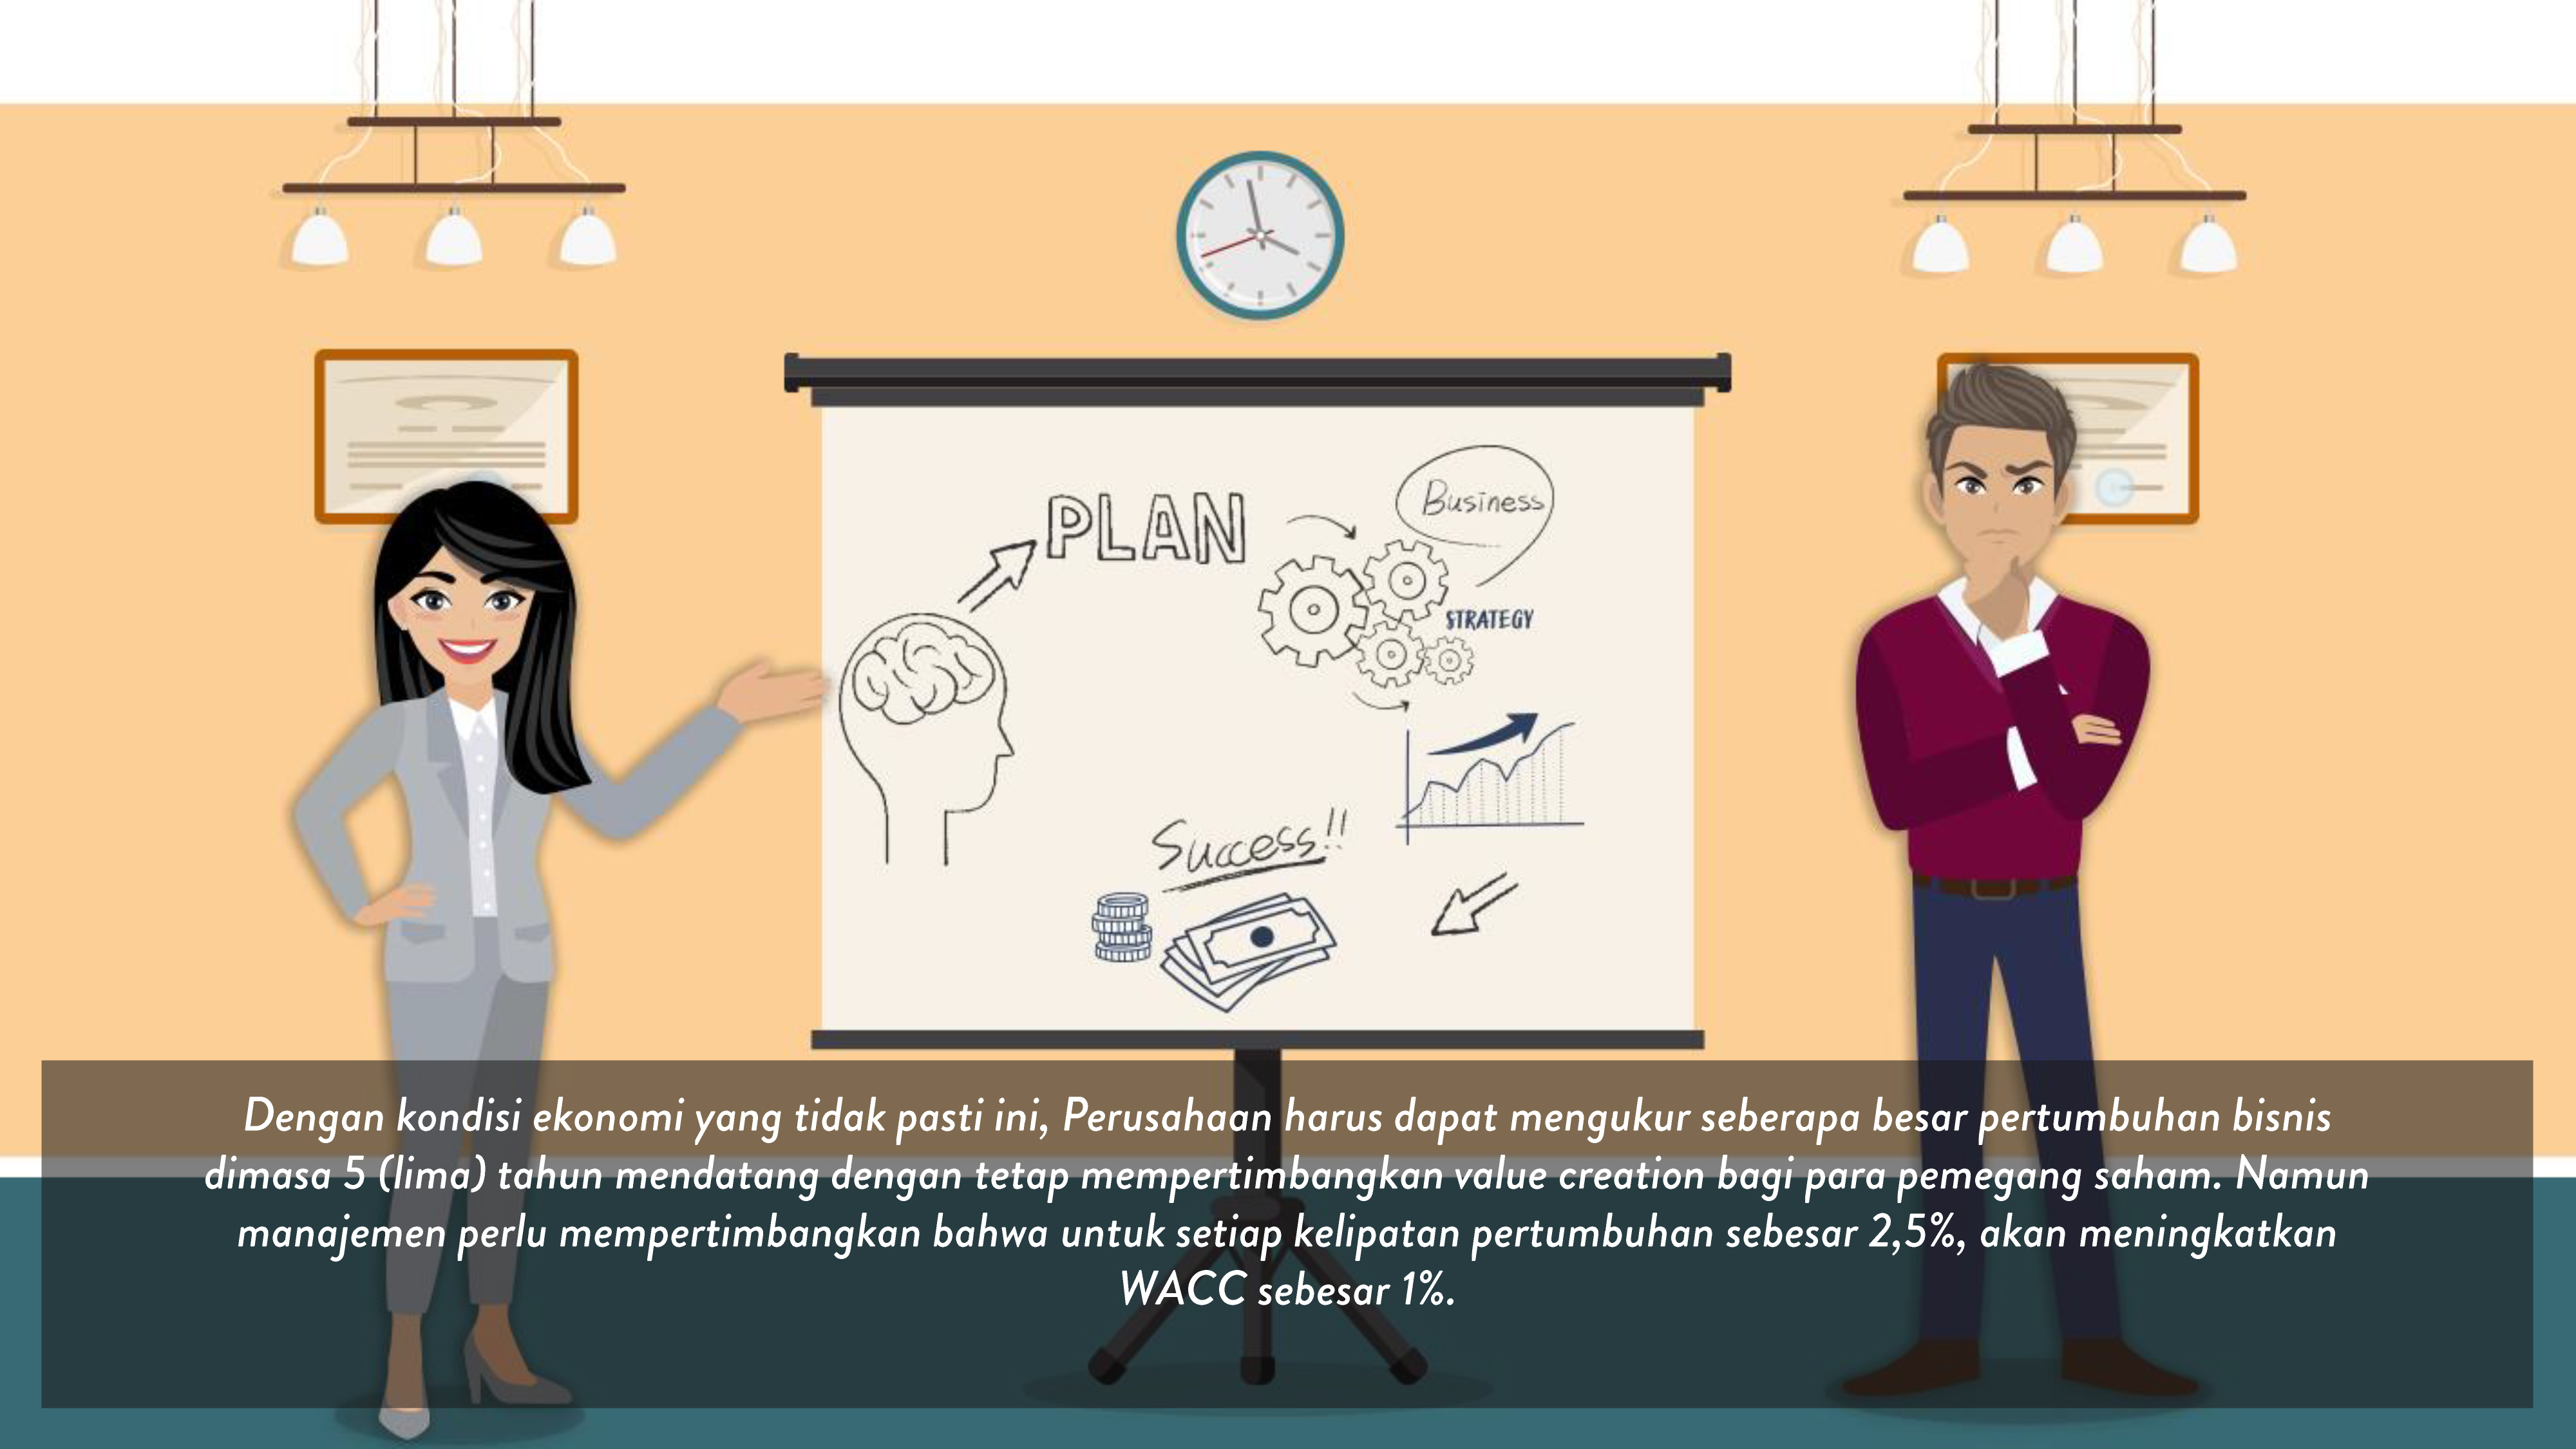 PLAN
Business
STRATEGY
Success!!
Dengan kondisi ekonomi yang tidak pasti ini, Perusahaan harus dapat mengukur seberapa besar pertumbuhan bisnis
dimasa 5 (lima) tahun mendatang dengan tetap mempertimbangkan value creation bagi para pemegang saham. Namun
manajemen perlu mempertimbangkan bahwa untuk setiap kelipatan pertumbuhan sebesar 2,5%, akan meningkatkan
WACC sebesar 1%.